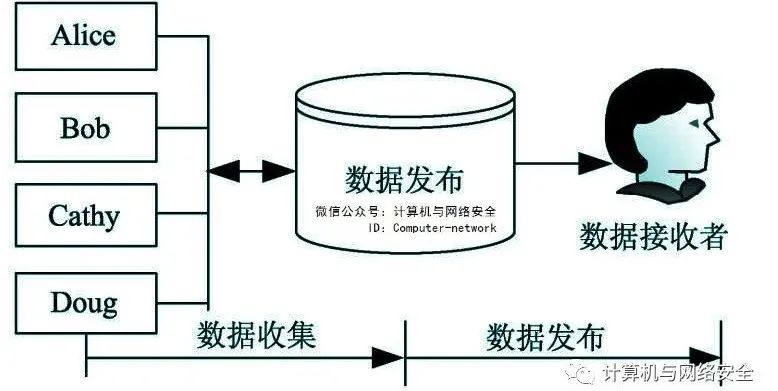 Alice
Bob
Cathy
Doug
数据发布
微信公众号：计算机与网络安全
ID：Computer-network
数据接收者
数据收集
数据发布
计算机与网络安全